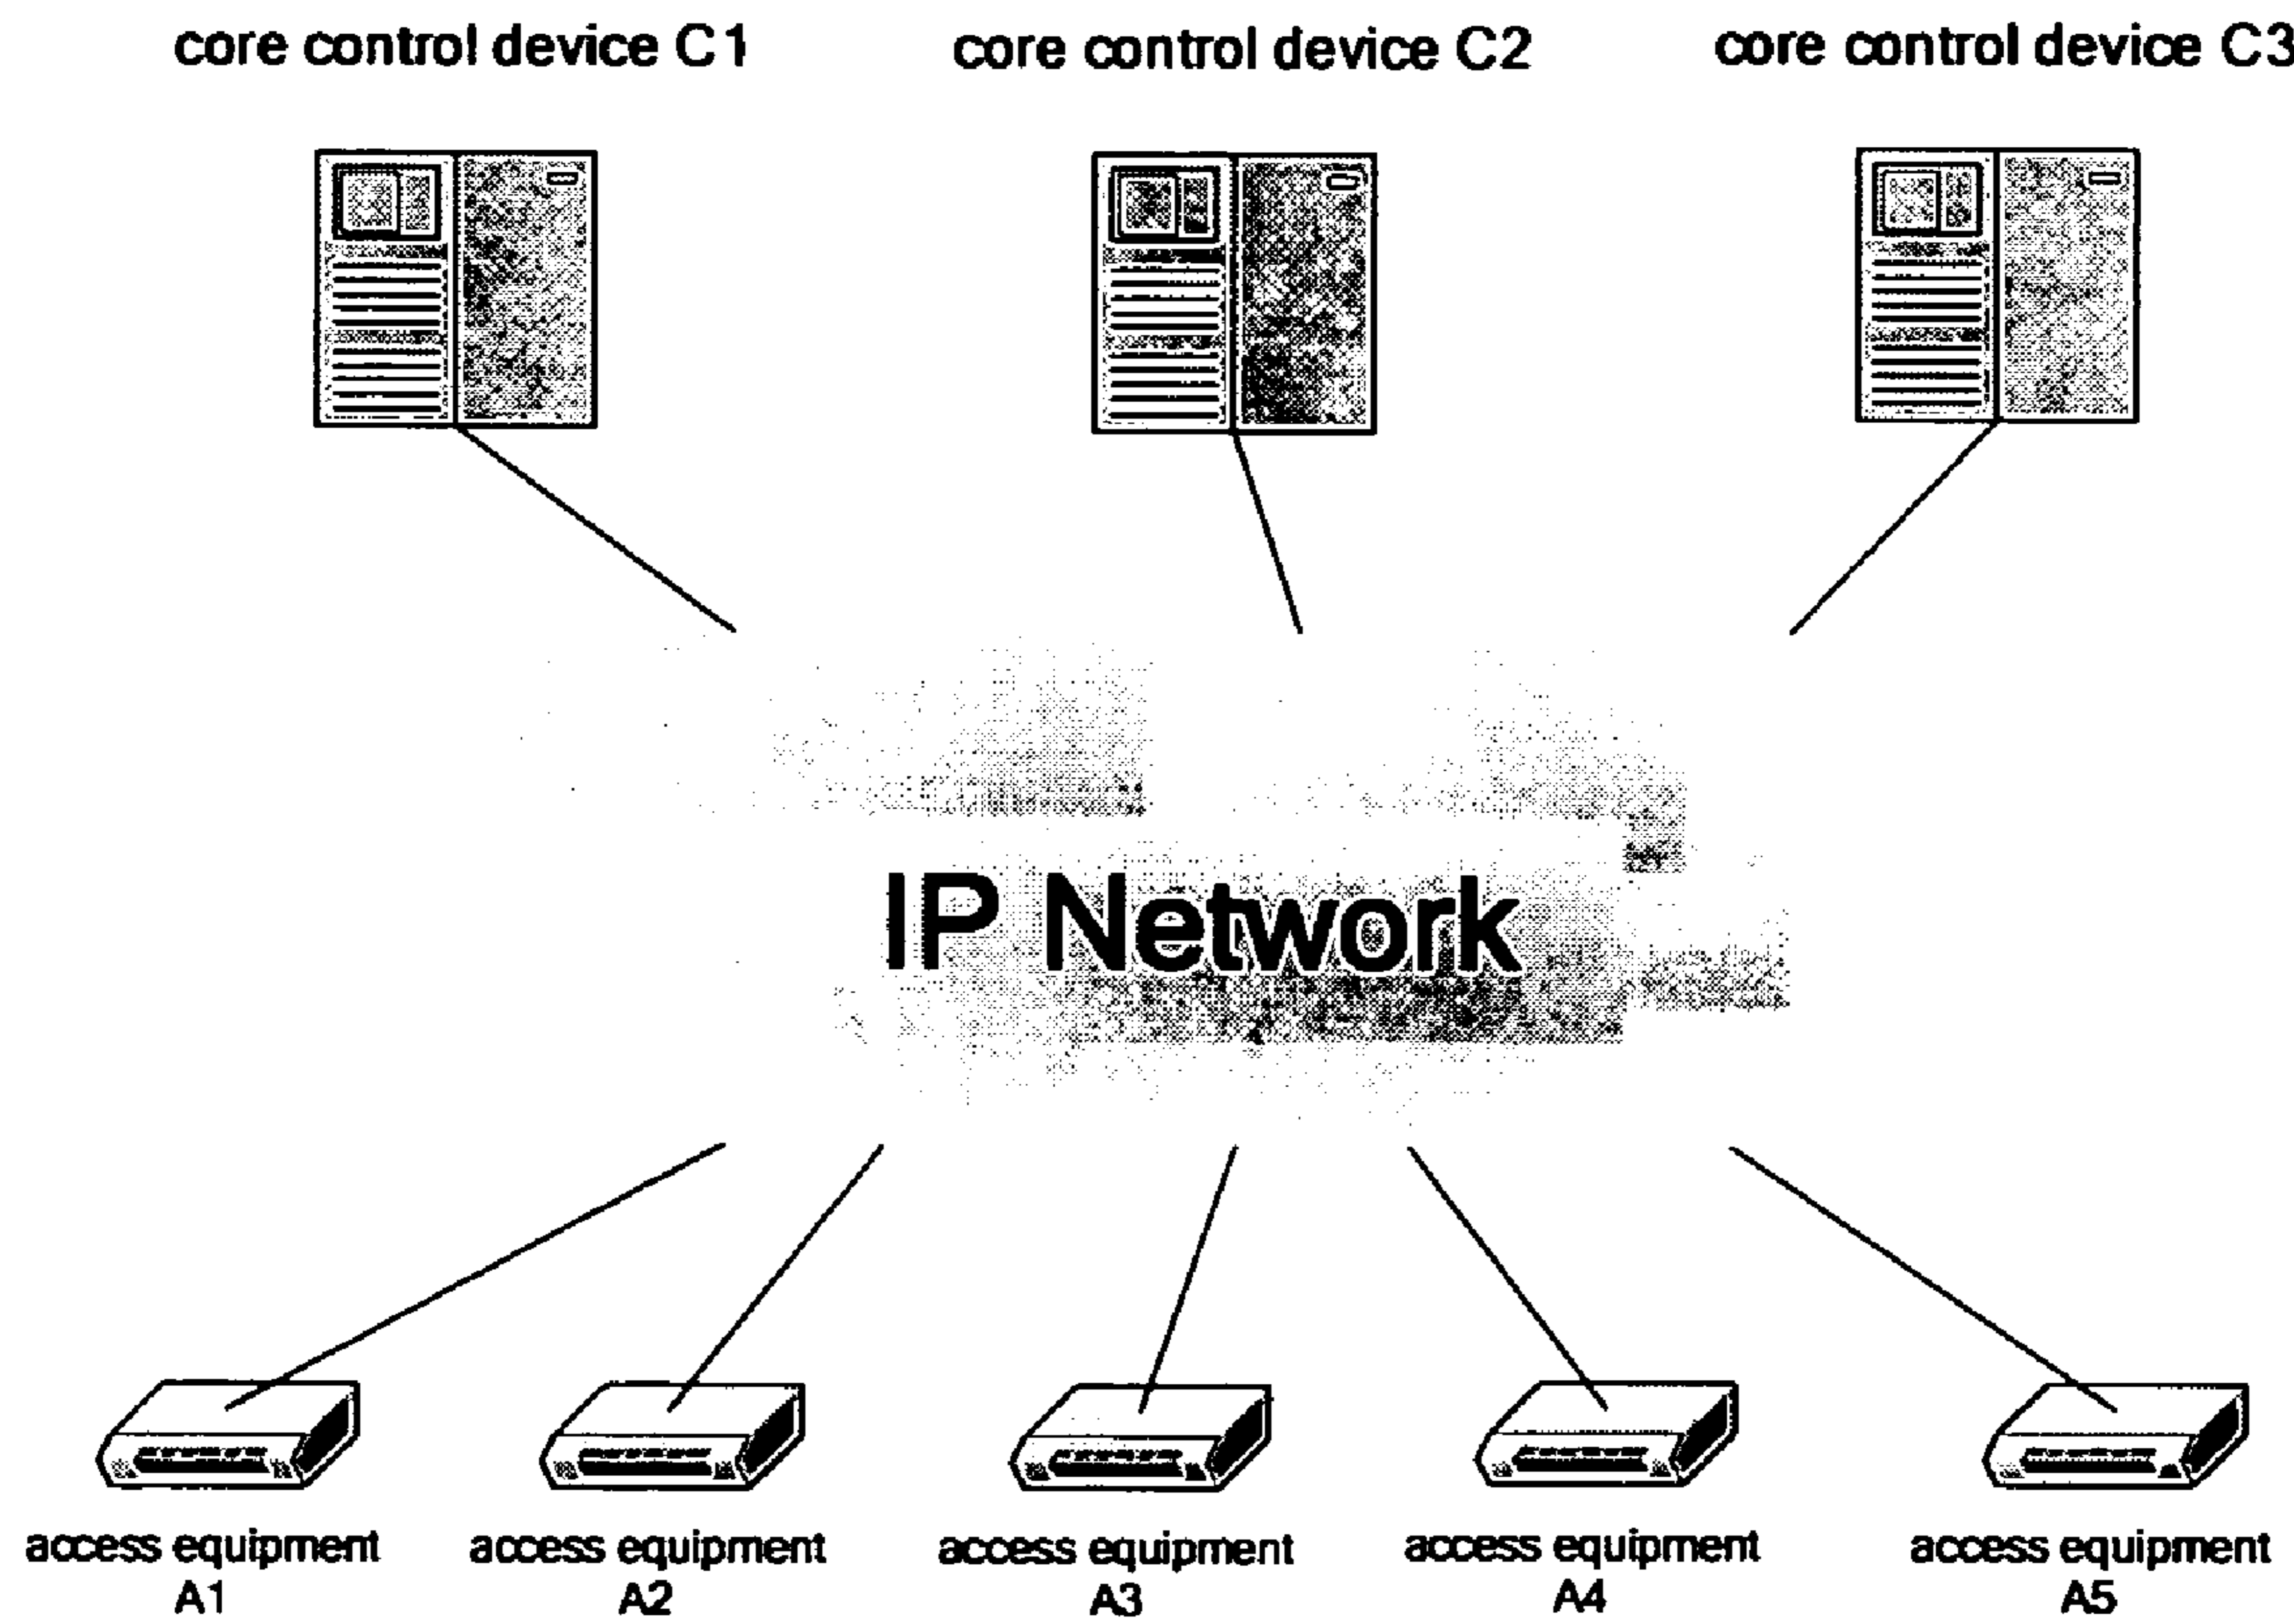 core control device C1
core control device C2
core control device C3
IP Network
access equipment
A1
access equipment
A2
access equipment
A3
access equipment
A4
access equipment
A5